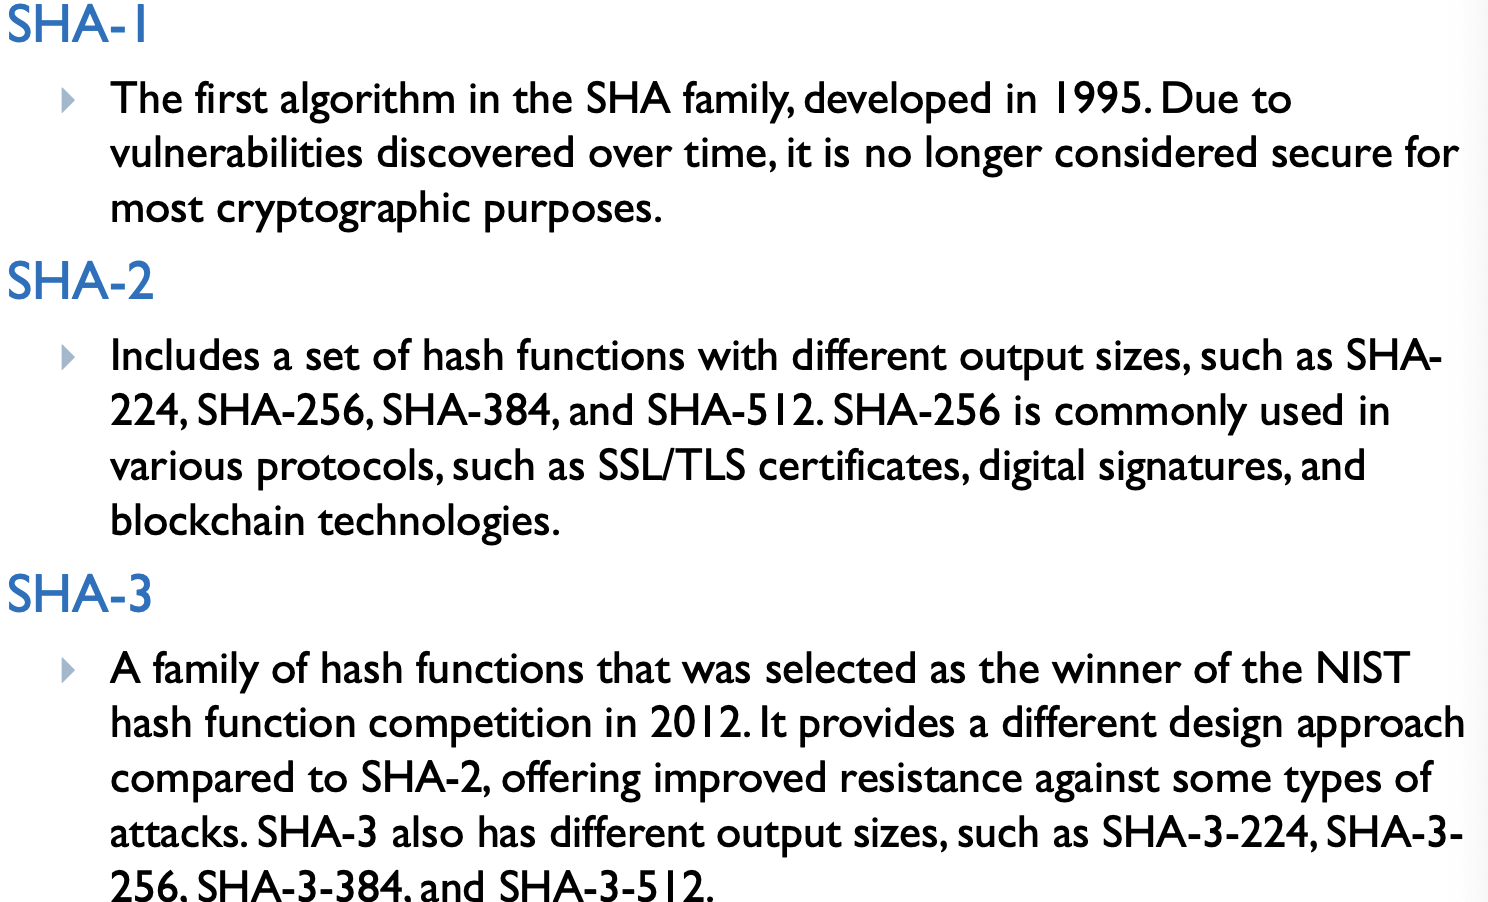 SHA-1
The first algorithm in the SHA family, developed in 1995. Due to
vulnerabilities discovered over time, it is no longer considered secure for
most cryptographic purposes.
SHA-2
Includes a set of hash functions with different output sizes, such as SHA-
224, SHA-256, SHA-384, and SHA-512. SHA-256 is commonly used in
various protocols, such as SSL/TLS certificates, digital signatures, and
blockchain technologies.
SHA-3
A family of hash functions that was selected as the winner of the NIST
hash function competition in 2012. It provides a different design approach
compared to SHA-2, offering improved resistance against some types of
attacks. SHA-3 also has different output sizes, such as SHA-3-224, SHA-3-
256, SHA-3-384, and SHA-3-512.